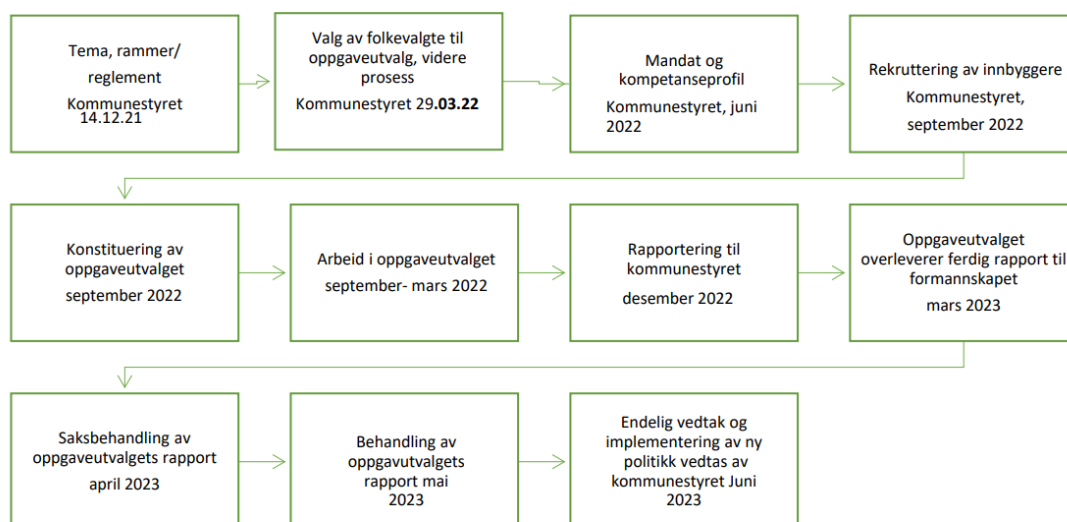 Tema, rammer/
reglement
Kommunestyret
14.12.21
Valg av folkevalgte til
oppgaveutvalg, videre
prosess
Kommunestyret 29.03.22
Mandat og
kompetanseprofil
Kommunestyret, juni
2022
Rekruttering av innbyggere
Kommunestyret,
september 2022
Konstituering av
oppgaveutvalget
september 2022
Arbeid i oppgaveutvalget
september- mars 2022
Rapportering til
kommunestyret
desember 2022
Oppgaveutvalget
overleverer ferdig rapport til
formannskapet
mars 2023
Saksbehandling av
oppgaveutvalgets rapport
april 2023
Behandling av
oppgavutvalgets
rapport mai
2023
Endelig vedtak og
implementering av ny
politikk vedtas av
kommunestyret Juni
2023